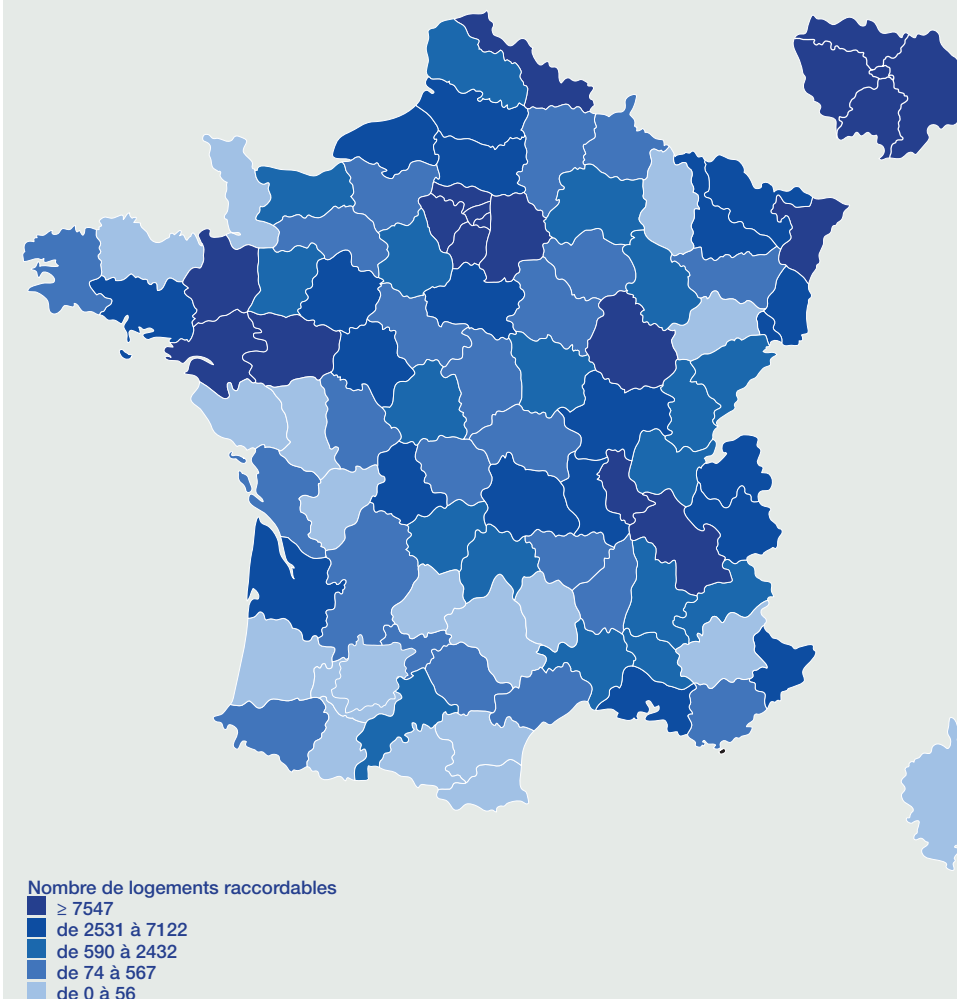 Nombre de logements raccordables
≥ 7547
de 2531 à 7122
de 590 à 2432
de 74 à 567
de 0 à 56